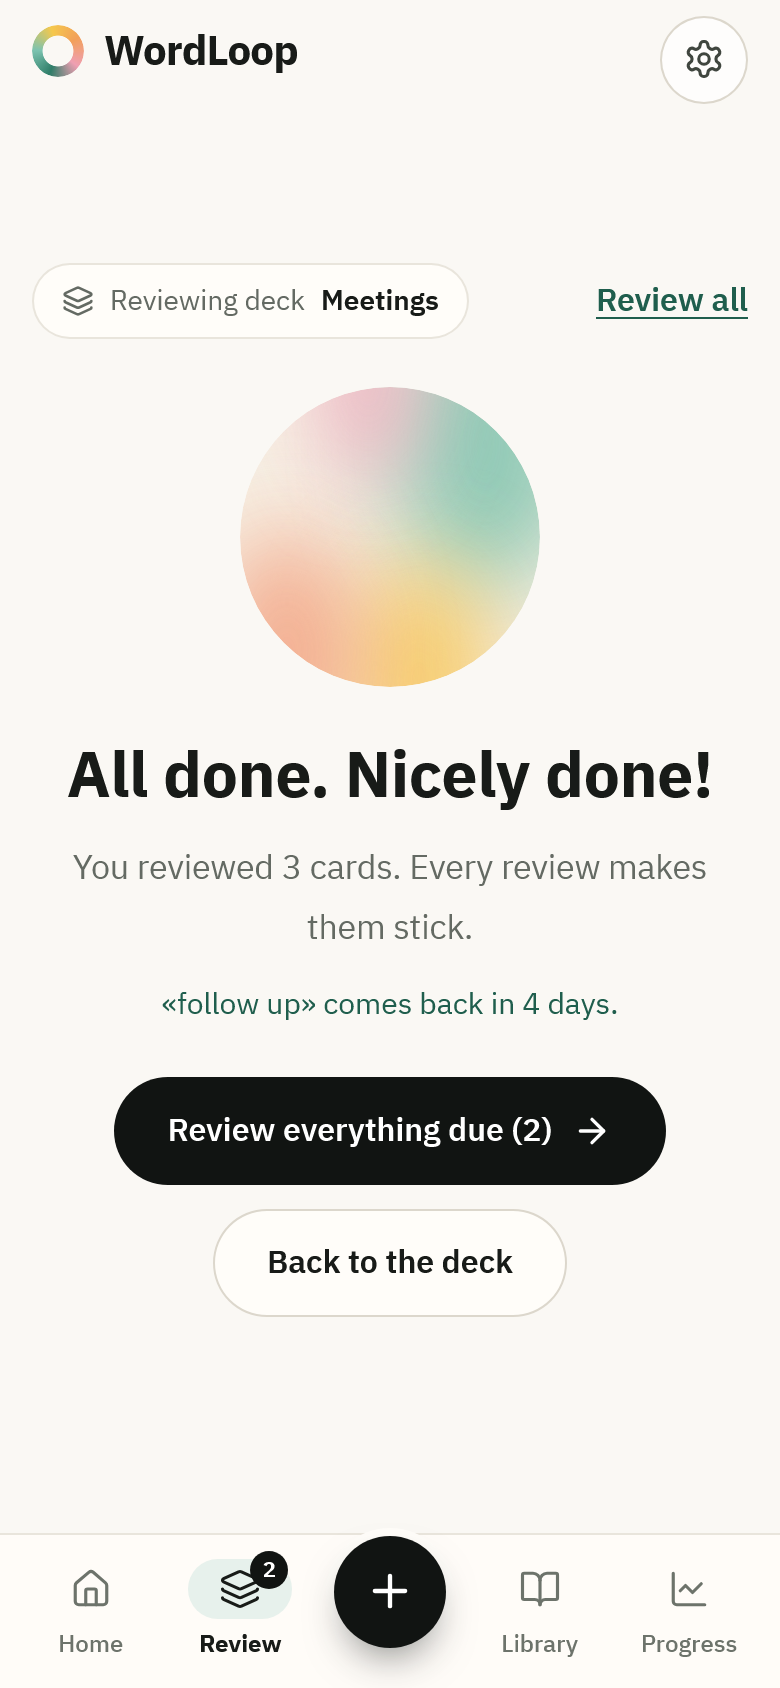 WordLoop
Reviewing deck Meetings
Review all
All done. Nicely done!
You reviewed 3 cards. Every review makes
them stick.
«follow up» comes back in 4 days.
Review everything due (2)
Back to the deck
2
Home
Review
Library
Progress